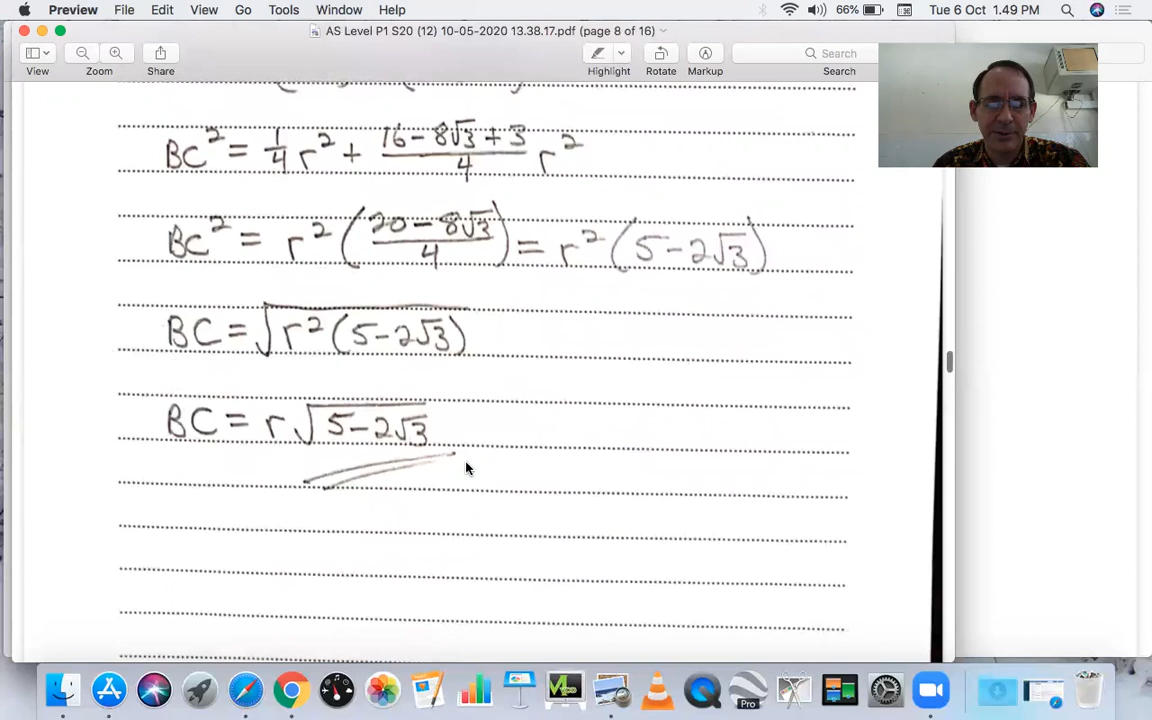 Preview File Edit View Go Tools Window Help 66% Tue 6 Oct 1.49 PM
AS Level P1 S20 (12) 10-05-2020 13.38.17.pdf (page 8 of 16)
Search
View Zoom Share Highlight Rotate Markup Search
BC² = 1/4 r² + (16 - 8√3 + 3)/4 r²
BC² = r² ((20 - 8√3)/4) = r² (5 - 2√3)
BC = √(r² (5 - 2√3))
BC = r√(5 - 2√3)
Pro